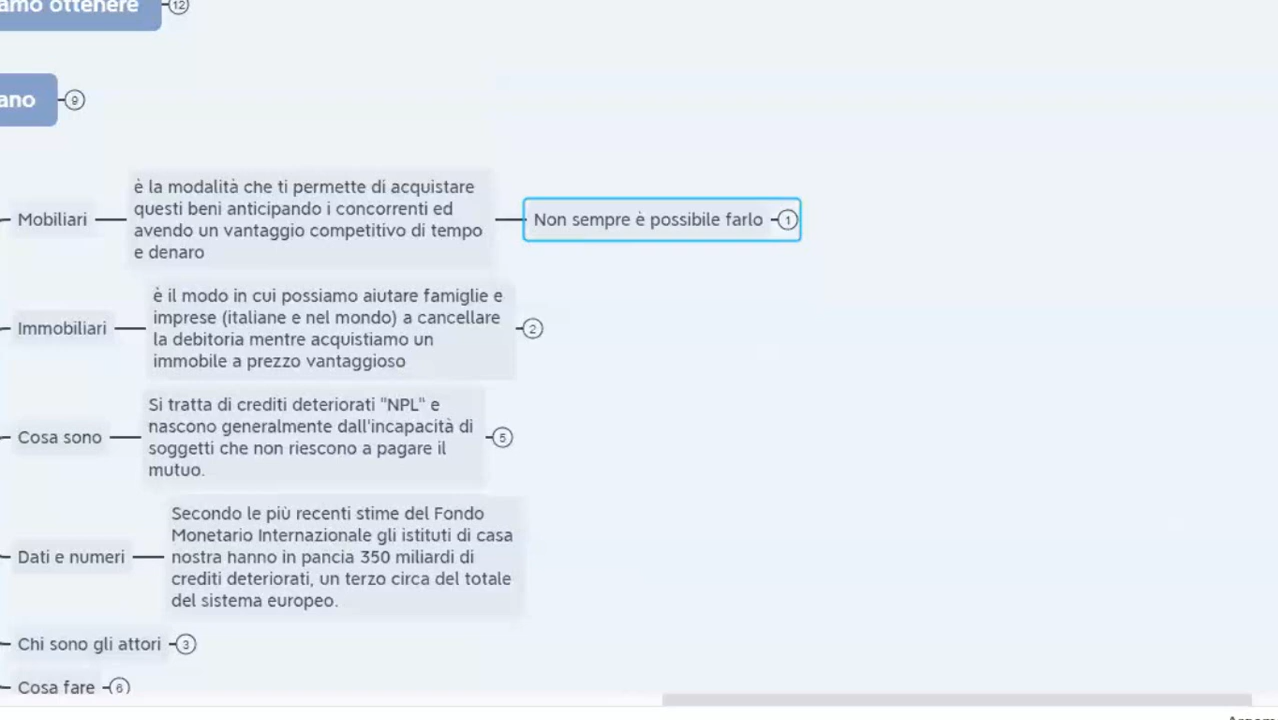 amo ottenere
12
ano
9
Mobiliari
è la modalità che ti permette di acquistare
questi beni anticipando i concorrenti ed
avendo un vantaggio competitivo di tempo
e denaro
Non sempre è possibile farlo
1
Immobiliari
è il modo in cui possiamo aiutare famiglie e
imprese (italiane e nel mondo) a cancellare
la debitoria mentre acquistiamo un
immobile a prezzo vantaggioso
2
Cosa sono
Si tratta di crediti deteriorati "NPL" e
nascono generalmente dall'incapacità di
soggetti che non riescono a pagare il
mutuo.
5
Dati e numeri
Secondo le più recenti stime del Fondo
Monetario Internazionale gli istituti di casa
nostra hanno in pancia 350 miliardi di
crediti deteriorati, un terzo circa del totale
del sistema europeo.
Chi sono gli attori
3
Cosa fare
6